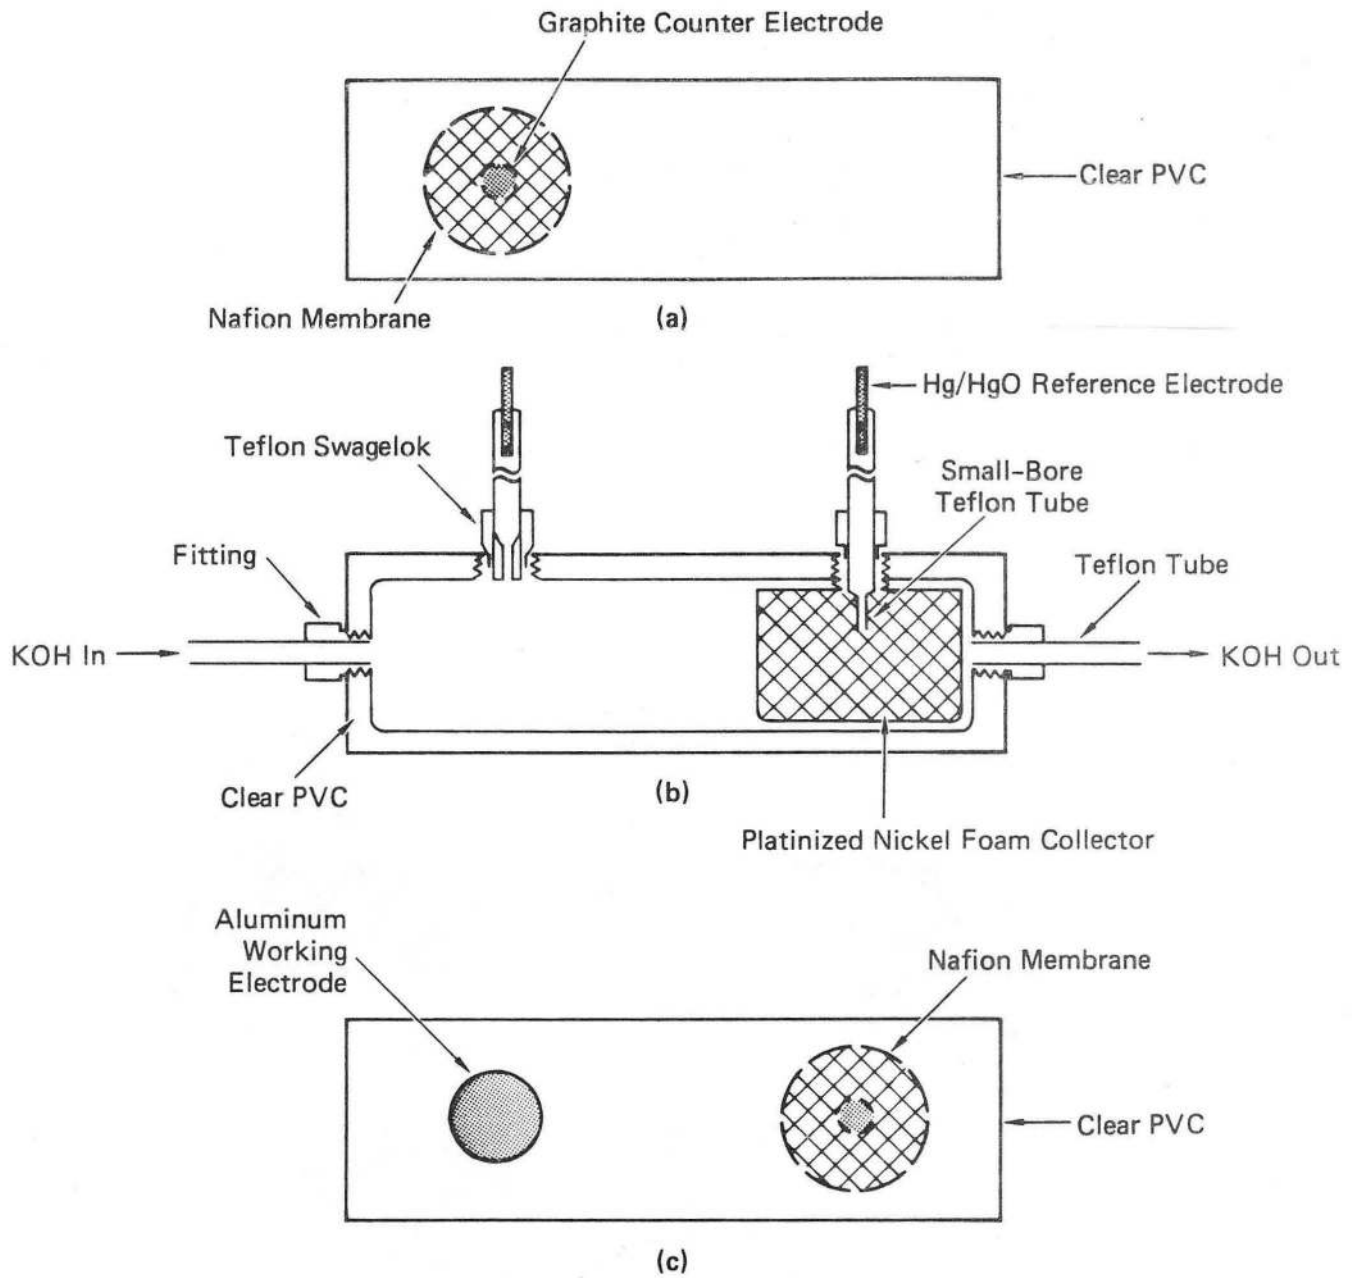 Graphite Counter Electrode
Clear PVC
Nafion Membrane
(a)
Hg/HgO Reference Electrode
Teflon Swagelok
Small-Bore
Teflon Tube
Fitting
Teflon Tube
KOH In
KOH Out
Clear PVC
(b)
Platinized Nickel Foam Collector
Aluminum
Working
Electrode
Nafion Membrane
Clear PVC
(c)